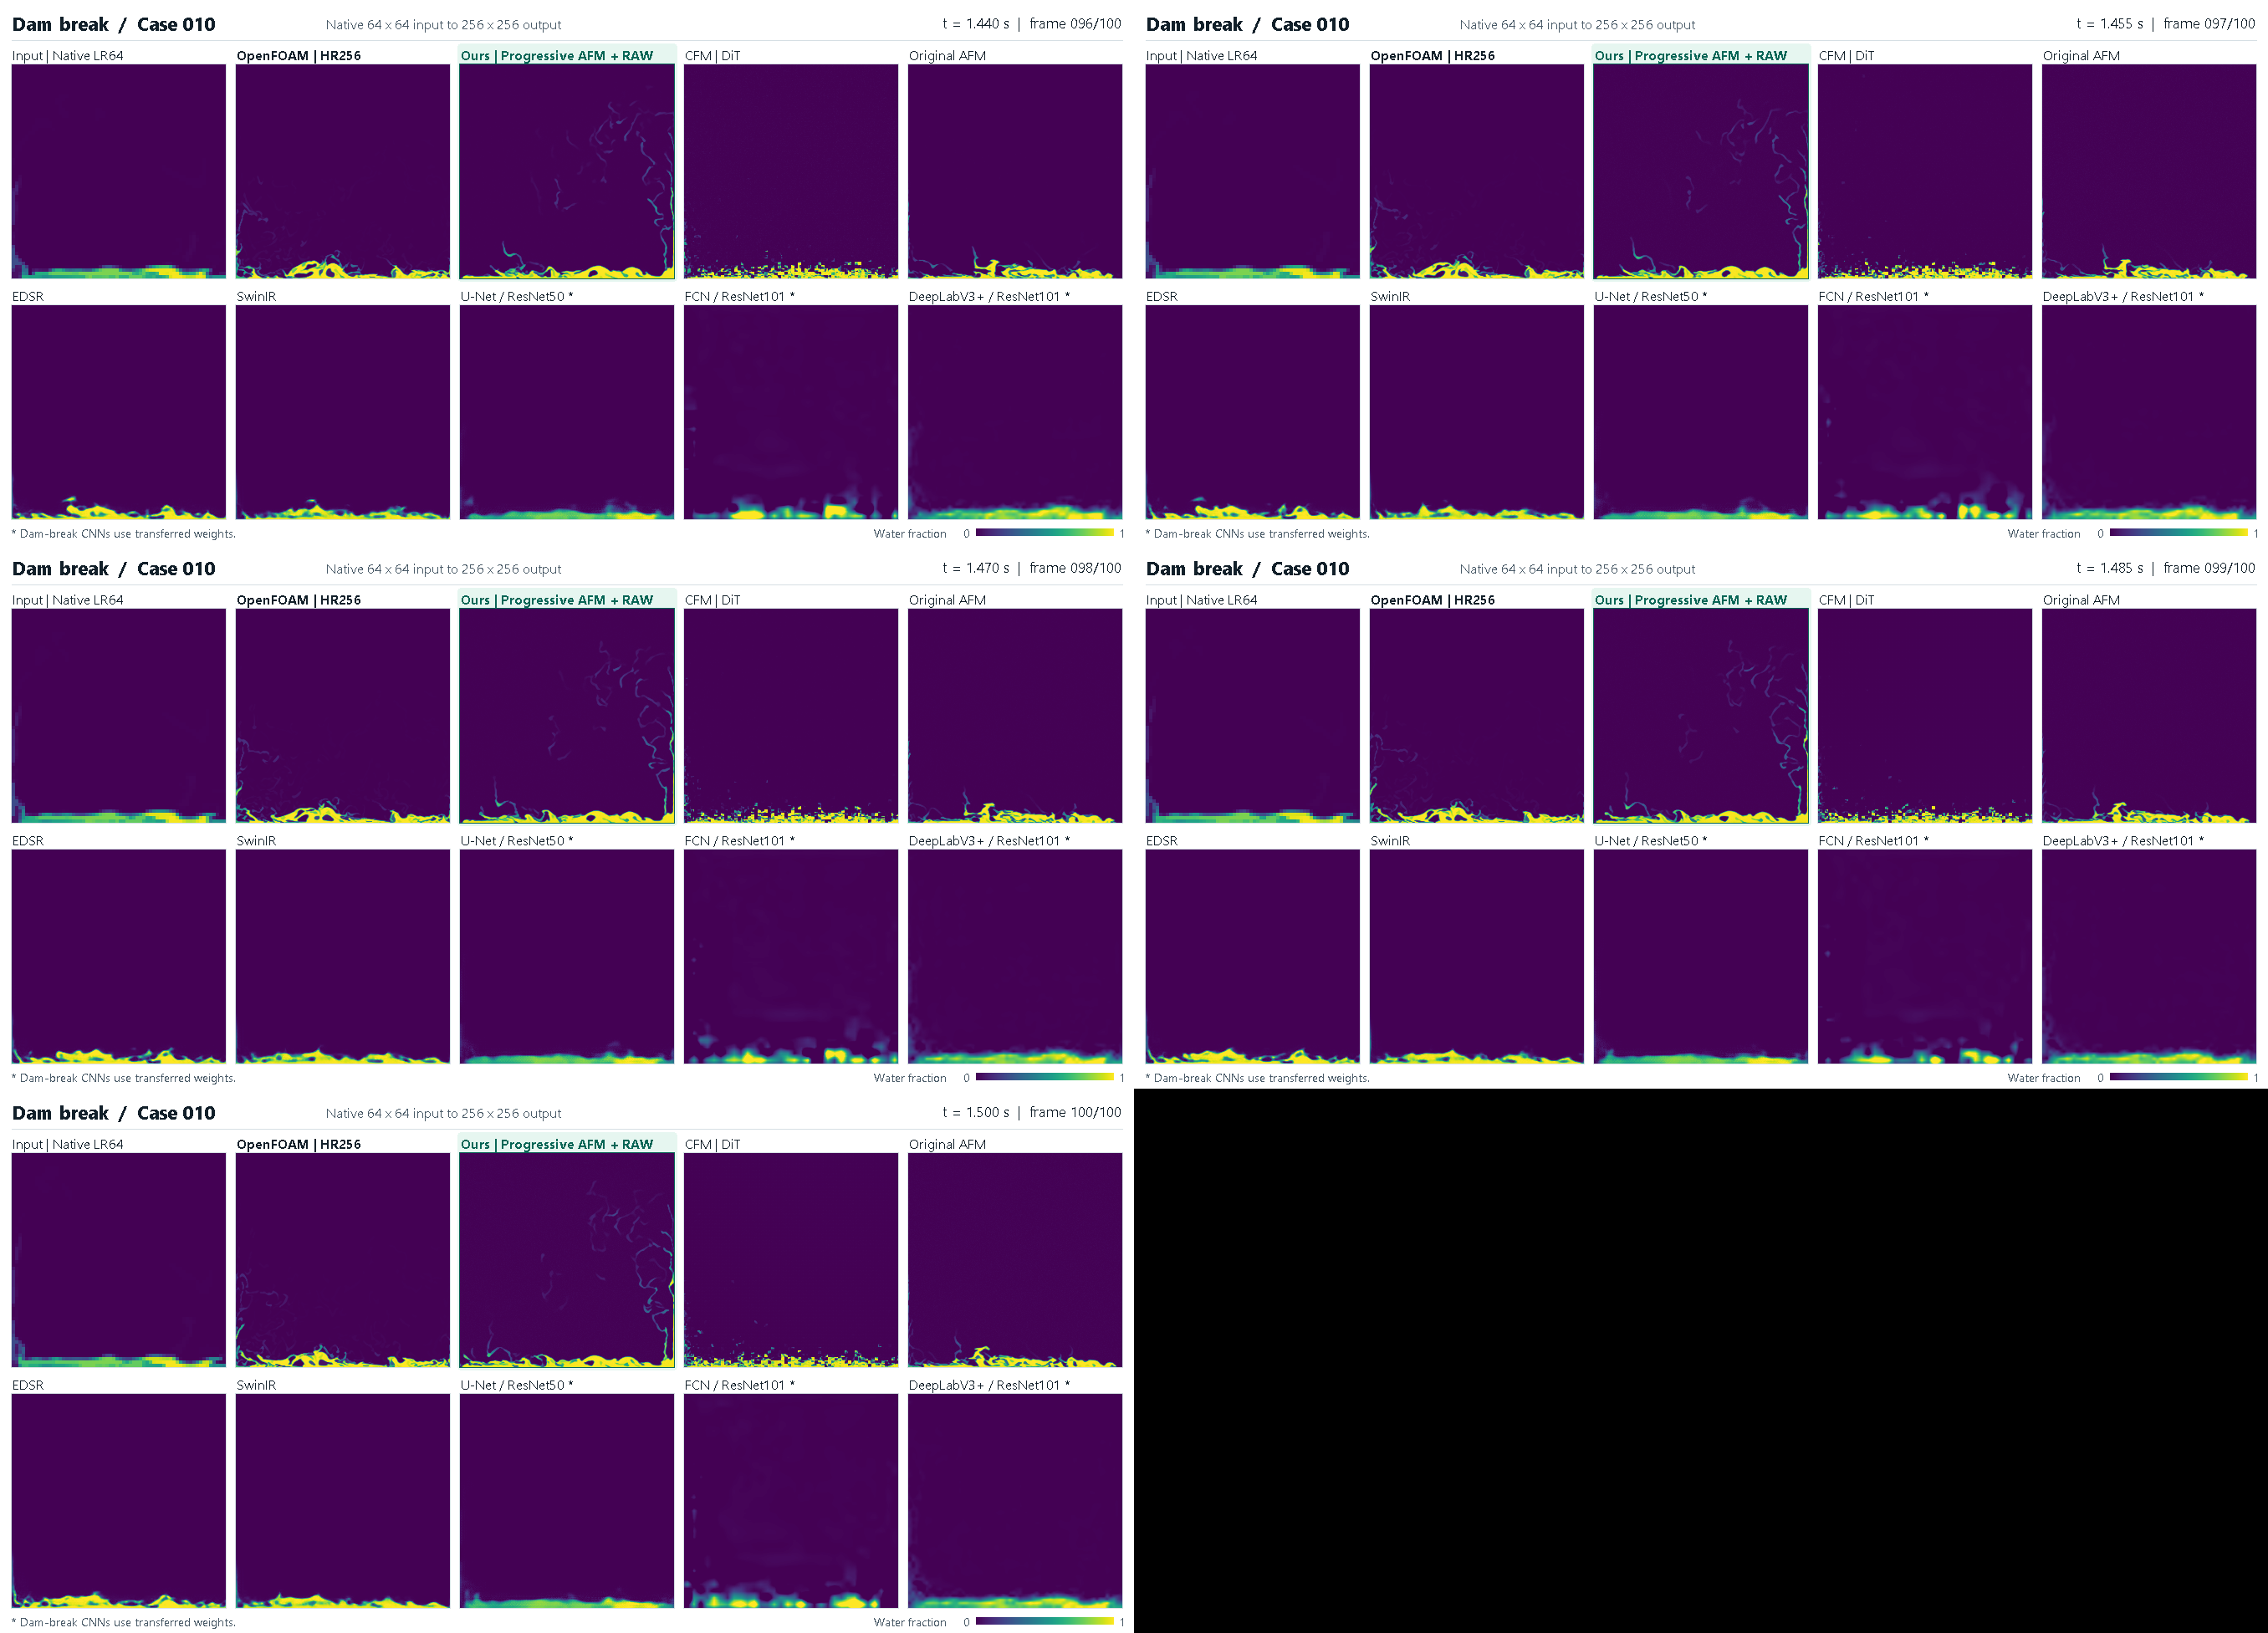 Dam break / Case 010 Native 64 x 64 input to 256 x 256 output t = 1.440 s | frame 096/100
Input | Native LR64 OpenFOAM | HR256 Ours | Progressive AFM + RAW CFM | DiT Original AFM
EDSR SwinIR U-Net / ResNet50 * FCN / ResNet101 * DeepLabV3+ / ResNet101 *
* Dam-break CNNs use transferred weights. Water fraction 0 1
Dam break / Case 010 Native 64 x 64 input to 256 x 256 output t = 1.455 s | frame 097/100
Input | Native LR64 OpenFOAM | HR256 Ours | Progressive AFM + RAW CFM | DiT Original AFM
EDSR SwinIR U-Net / ResNet50 * FCN / ResNet101 * DeepLabV3+ / ResNet101 *
* Dam-break CNNs use transferred weights. Water fraction 0 1
Dam break / Case 010 Native 64 x 64 input to 256 x 256 output t = 1.470 s | frame 098/100
Input | Native LR64 OpenFOAM | HR256 Ours | Progressive AFM + RAW CFM | DiT Original AFM
EDSR SwinIR U-Net / ResNet50 * FCN / ResNet101 * DeepLabV3+ / ResNet101 *
* Dam-break CNNs use transferred weights. Water fraction 0 1
Dam break / Case 010 Native 64 x 64 input to 256 x 256 output t = 1.485 s | frame 099/100
Input | Native LR64 OpenFOAM | HR256 Ours | Progressive AFM + RAW CFM | DiT Original AFM
EDSR SwinIR U-Net / ResNet50 * FCN / ResNet101 * DeepLabV3+ / ResNet101 *
* Dam-break CNNs use transferred weights. Water fraction 0 1
Dam break / Case 010 Native 64 x 64 input to 256 x 256 output t = 1.500 s | frame 100/100
Input | Native LR64 OpenFOAM | HR256 Ours | Progressive AFM + RAW CFM | DiT Original AFM
EDSR SwinIR U-Net / ResNet50 * FCN / ResNet101 * DeepLabV3+ / ResNet101 *
* Dam-break CNNs use transferred weights. Water fraction 0 1